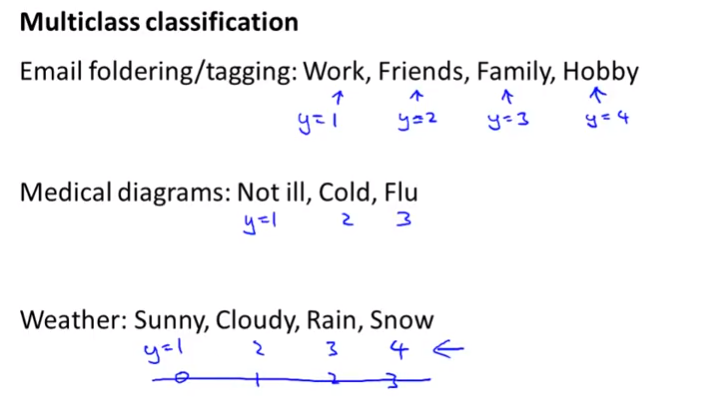 Multiclass classification
Email foldering/tagging: Work, Friends, Family, Hobby
y=1 y=2 y=3 y=4
Medical diagrams: Not ill, Cold, Flu
y=1 2 3
Weather: Sunny, Cloudy, Rain, Snow
y=1 2 3 4 ←
0 1 2 3